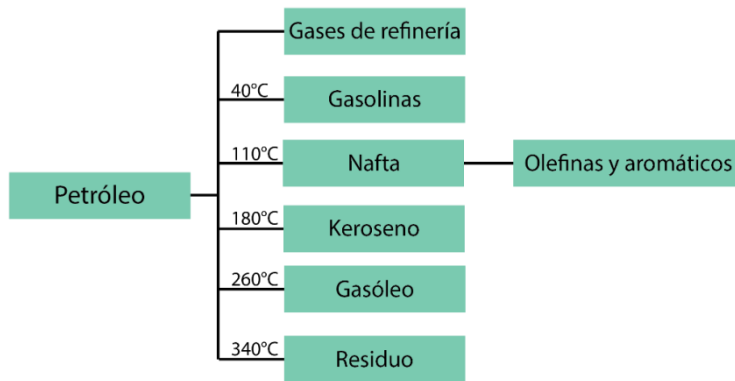 Gases de refinería
40°C
Gasolinas
110°C
Nafta
Olefinas y aromáticos
Petróleo
180°C
Keroseno
260°C
Gasóleo
340°C
Residuo